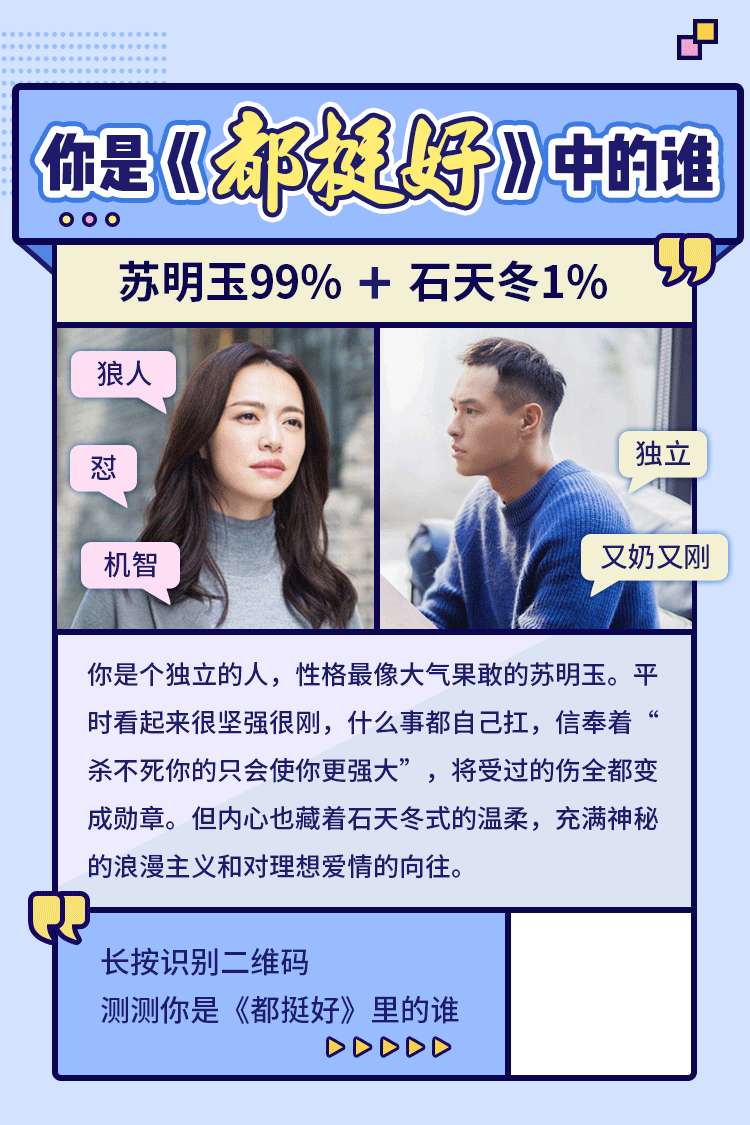 你是《都挺好》中的谁
苏明玉99% + 石天冬1%
狼人
怼
机智
独立
又奶又刚
你是个独立的人，性格最像大气果敢的苏明玉。平
时看起来很坚强很刚，什么事都自己扛，信奉着“
杀不死你的只会使你更强大”，将受过的伤全都变
成勋章。但内心也藏着石天冬式的温柔，充满神秘
的浪漫主义和对理想爱情的向往。
长按识别二维码
测测你是《都挺好》里的谁